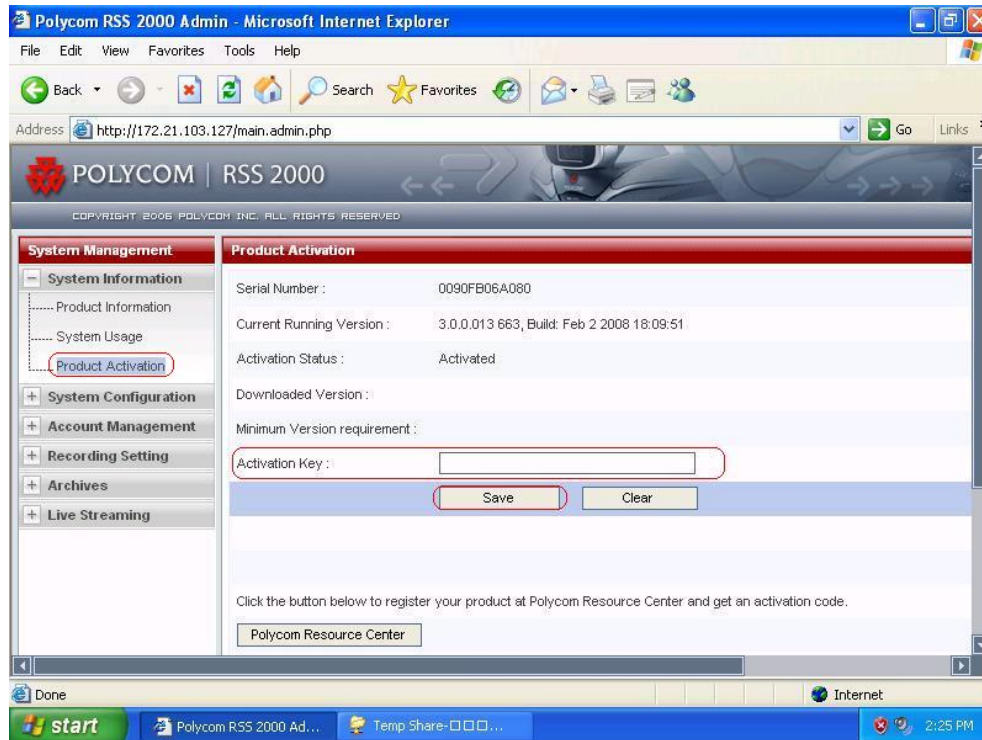 Polycom RSS 2000 Admin - Microsoft Internet Explorer
File Edit View Favorites Tools Help
Back Search Favorites
Address http://172.21.103.127/main.admin.php Go Links
POLYCOM | RSS 2000
COPYRIGHT 2006 POLYCOM INC. ALL RIGHTS RESERVED
System Management
System Information
Product Information
System Usage
Product Activation
System Configuration
Account Management
Recording Setting
Archives
Live Streaming
Product Activation
Serial Number : 0090FB06A080
Current Running Version : 3.0.0.013 663, Build: Feb 2 2008 18:09:51
Activation Status : Activated
Downloaded Version :
Minimum Version requirement :
Activation Key :
Save Clear
Click the button below to register your product at Polycom Resource Center and get an activation code.
Polycom Resource Center
Done Internet
start Polycom RSS 2000 Ad... Temp Share-□□□... 2:25 PM